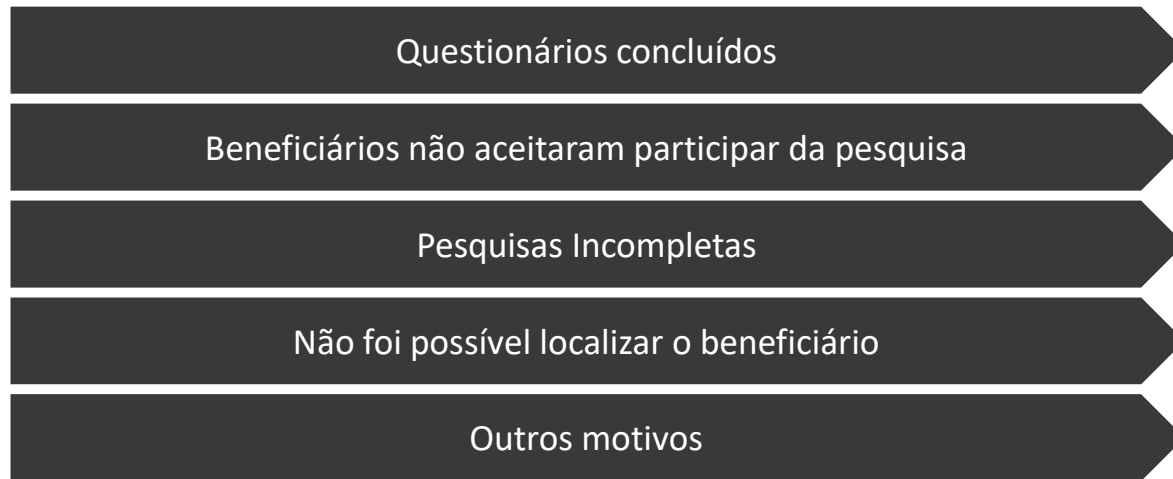 Questionários concluídos
Beneficiários não aceitaram participar da pesquisa
Pesquisas Incompletas
Não foi possível localizar o beneficiário
Outros motivos